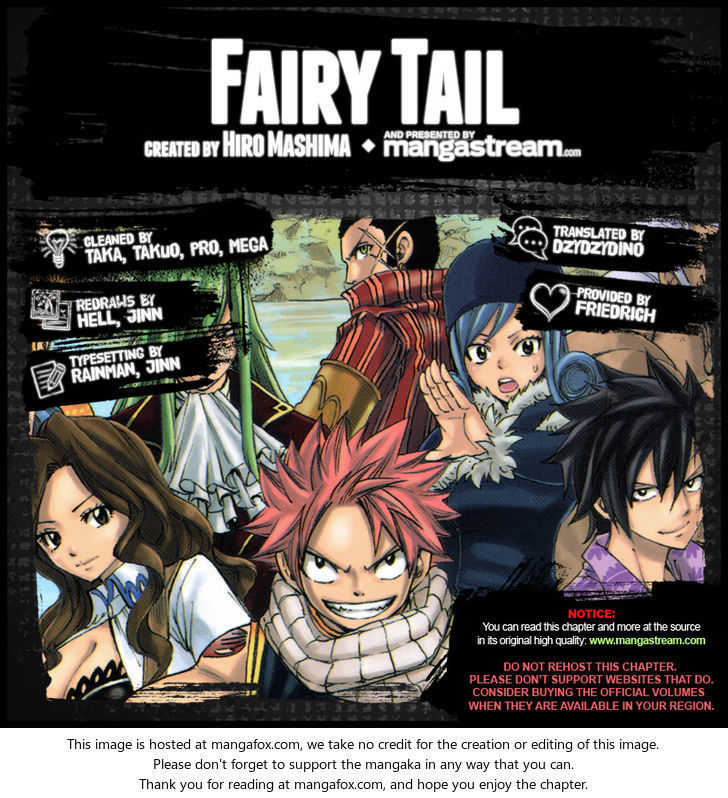 FAIRY TAIL
CREATED BY HIRO MASHIMA ◆ AND PRESENTED BY mangastream.com
CLEANED BY
TAKA, TAKUO, PRO, MEGA
REDRAWS BY
HELL, JINN
TYPESETTING BY
RAINMAN, JINN
TRANSLATED BY
DZYDZYDINO
PROVIDED BY
FRIEDRICH
NOTICE:
You can read this chapter and more at the source
in its original high quality: www.mangastream.com
DO NOT REHOST THIS CHAPTER.
PLEASE DON'T SUPPORT WEBSITES THAT DO.
CONSIDER BUYING THE OFFICIAL VOLUMES
WHEN THEY ARE AVAILABLE IN YOUR REGION.
This image is hosted at mangafox.com, we take no credit for the creation or editing of this image.
Please don't forget to support the mangaka in any way that you can.
Thank you for reading at mangafox.com, and hope you enjoy the chapter.